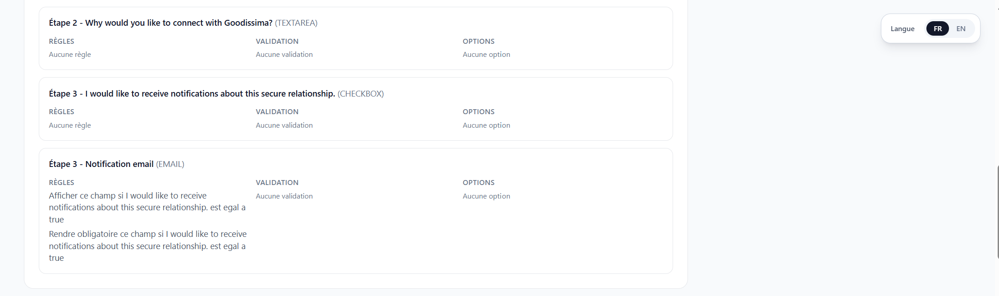 Étape 2 - Why would you like to connect with Goodissima? (TEXTAREA)
RÈGLES
Aucune règle
VALIDATION
Aucune validation
OPTIONS
Aucune option
Étape 3 - I would like to receive notifications about this secure relationship. (CHECKBOX)
RÈGLES
Aucune règle
VALIDATION
Aucune validation
OPTIONS
Aucune option
Étape 3 - Notification email (EMAIL)
RÈGLES
Afficher ce champ si I would like to receive
notifications about this secure relationship. est egal a
true
Rendre obligatoire ce champ si I would like to receive
notifications about this secure relationship. est egal a
true
VALIDATION
Aucune validation
OPTIONS
Aucune option
Langue FR EN